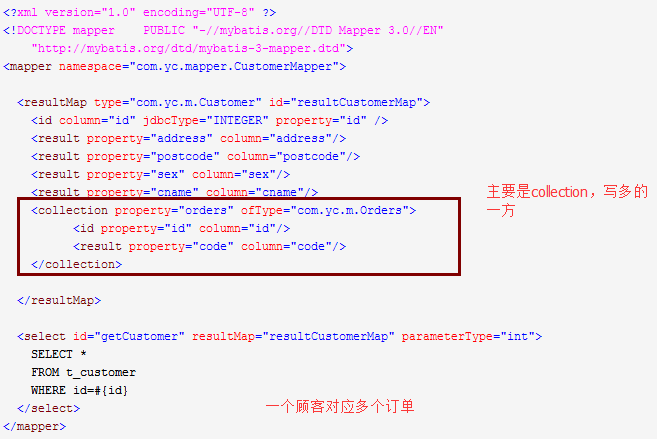 <?xml version="1.0" encoding="UTF-8" ?>
<!DOCTYPE mapper    PUBLIC "-//mybatis.org//DTD Mapper 3.0//EN"
    "http://mybatis.org/dtd/mybatis-3-mapper.dtd">
<mapper namespace="com.yc.mapper.CustomerMapper">
  <resultMap type="com.yc.m.Customer" id="resultCustomerMap">
    <id column="id" jdbcType="INTEGER" property="id" />
    <result property="address" column="address"/>
    <result property="postcode" column="postcode"/>
    <result property="sex" column="sex"/>
    <result property="cname" column="cname"/>
    <collection property="orders" ofType="com.yc.m.Orders">
          <id property="id" column="id"/>
          <result property="code" column="code"/>
    </collection>
主要是collection，写多的
一方
  </resultMap>
  <select id="getCustomer" resultMap="resultCustomerMap" parameterType="int">
    SELECT *
    FROM t_customer
    WHERE id=#{id}
  </select>
一个顾客对应多个订单
</mapper>